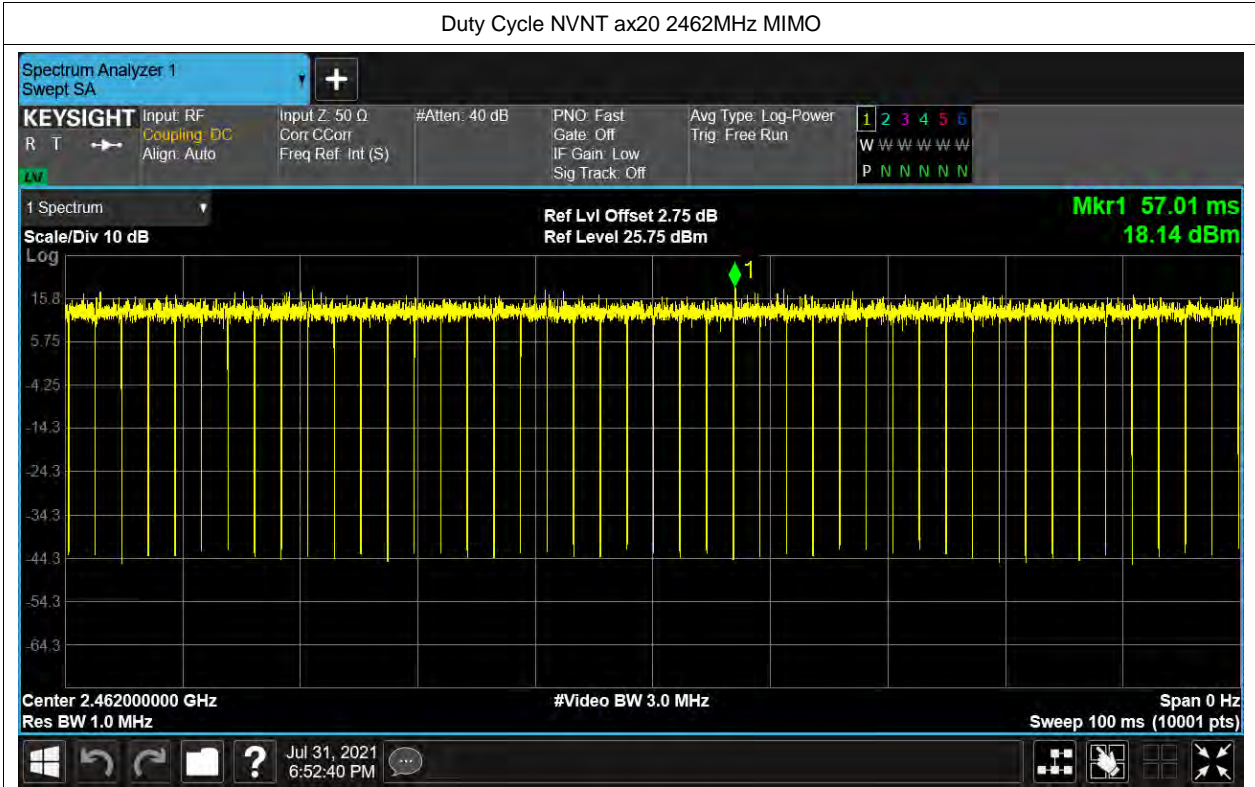 Duty Cycle NVNT ax20 2462MHz MIMO
Spectrum Analyzer 1
Swept SA
+
KEYSIGHT Input: RF Input Z: 50 Ω #Atten: 40 dB PNO: Fast Avg Type: Log-Power 1 2 3 4 5 6
R T Coupling: DC Corr CCorr Gate: Off Trig: Free Run W W W W W W
Align: Auto Freq Ref: Int (S) IF Gain: Low P N N N N N
Sig Track: Off
1 Spectrum
Scale/Div 10 dB
Ref Lvl Offset 2.75 dB
Ref Level 25.75 dBm
Mkr1 57.01 ms
18.14 dBm
Log
1
15.8
5.75
-4.25
-14.3
-24.3
-34.3
-44.3
-54.3
-64.3
Center 2.462000000 GHz #Video BW 3.0 MHz Span 0 Hz
Res BW 1.0 MHz Sweep 100 ms (10001 pts)
? Jul 31, 2021
6:52:40 PM